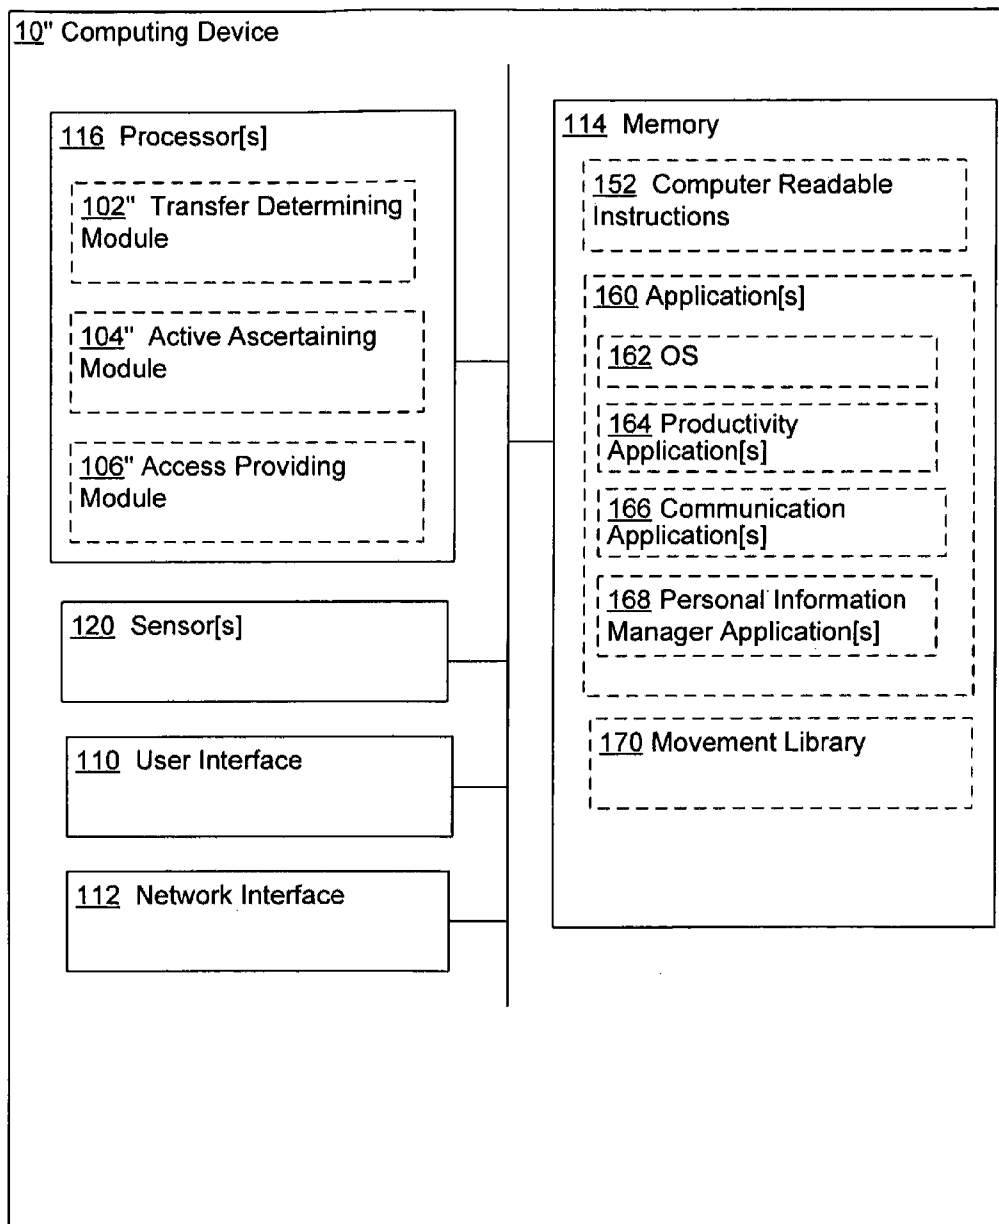 10" Computing Device
116 Processor[s]
102" Transfer Determining
Module
104" Active Ascertaining
Module
106" Access Providing
Module
120 Sensor[s]
110 User Interface
112 Network Interface
114 Memory
152 Computer Readable
Instructions
160 Application[s]
162 OS
164 Productivity
Application[s]
166 Communication
Application[s]
168 Personal Information
Manager Application[s]
170 Movement Library